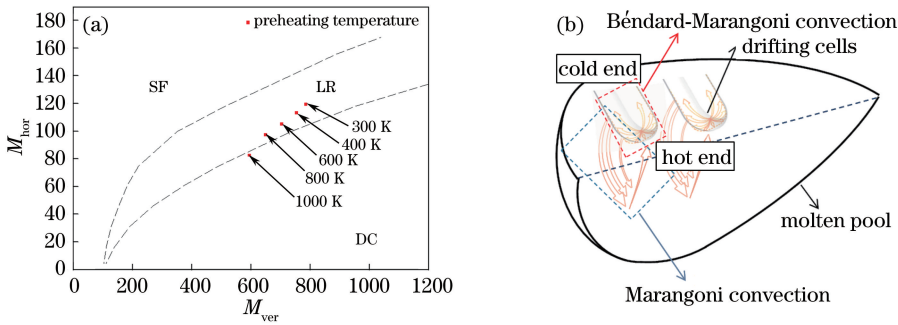 (a)
preheating temperature
180
160
140
120
100
80
60
40
20
0
M_hor
SF
LR
DC
300 K
400 K
600 K
800 K
1000 K
0 200 400 600 800 1000 1200
M_ver
(b)
Béndard-Marangoni convection
drifting cells
cold end
hot end
molten pool
Marangoni convection